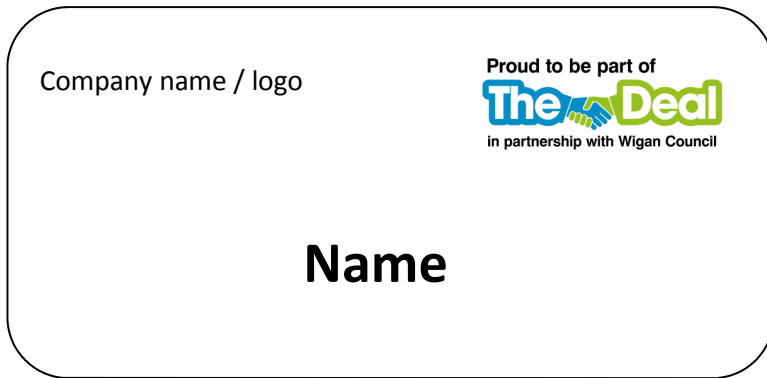 Company name / logo
Proud to be part of
The Deal
in partnership with Wigan Council
Name